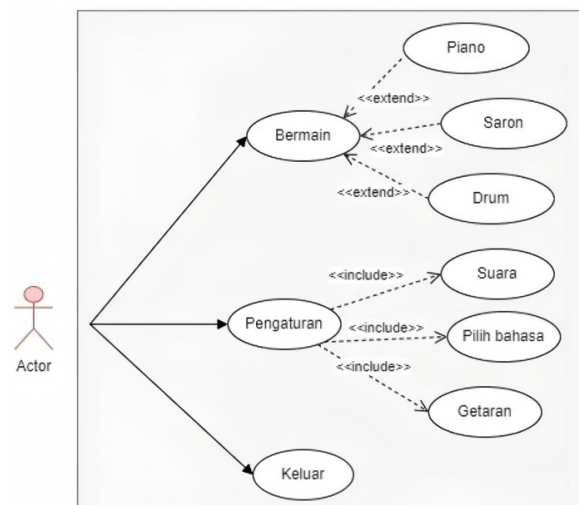 Piano
<<extend>>
Bermain
Saron
<<extend>>
<<extend>>
Drum
<<include>>
Suara
Pengaturan
<<include>>
Pilih bahasa
<<include>>
Getaran
Actor
Keluar